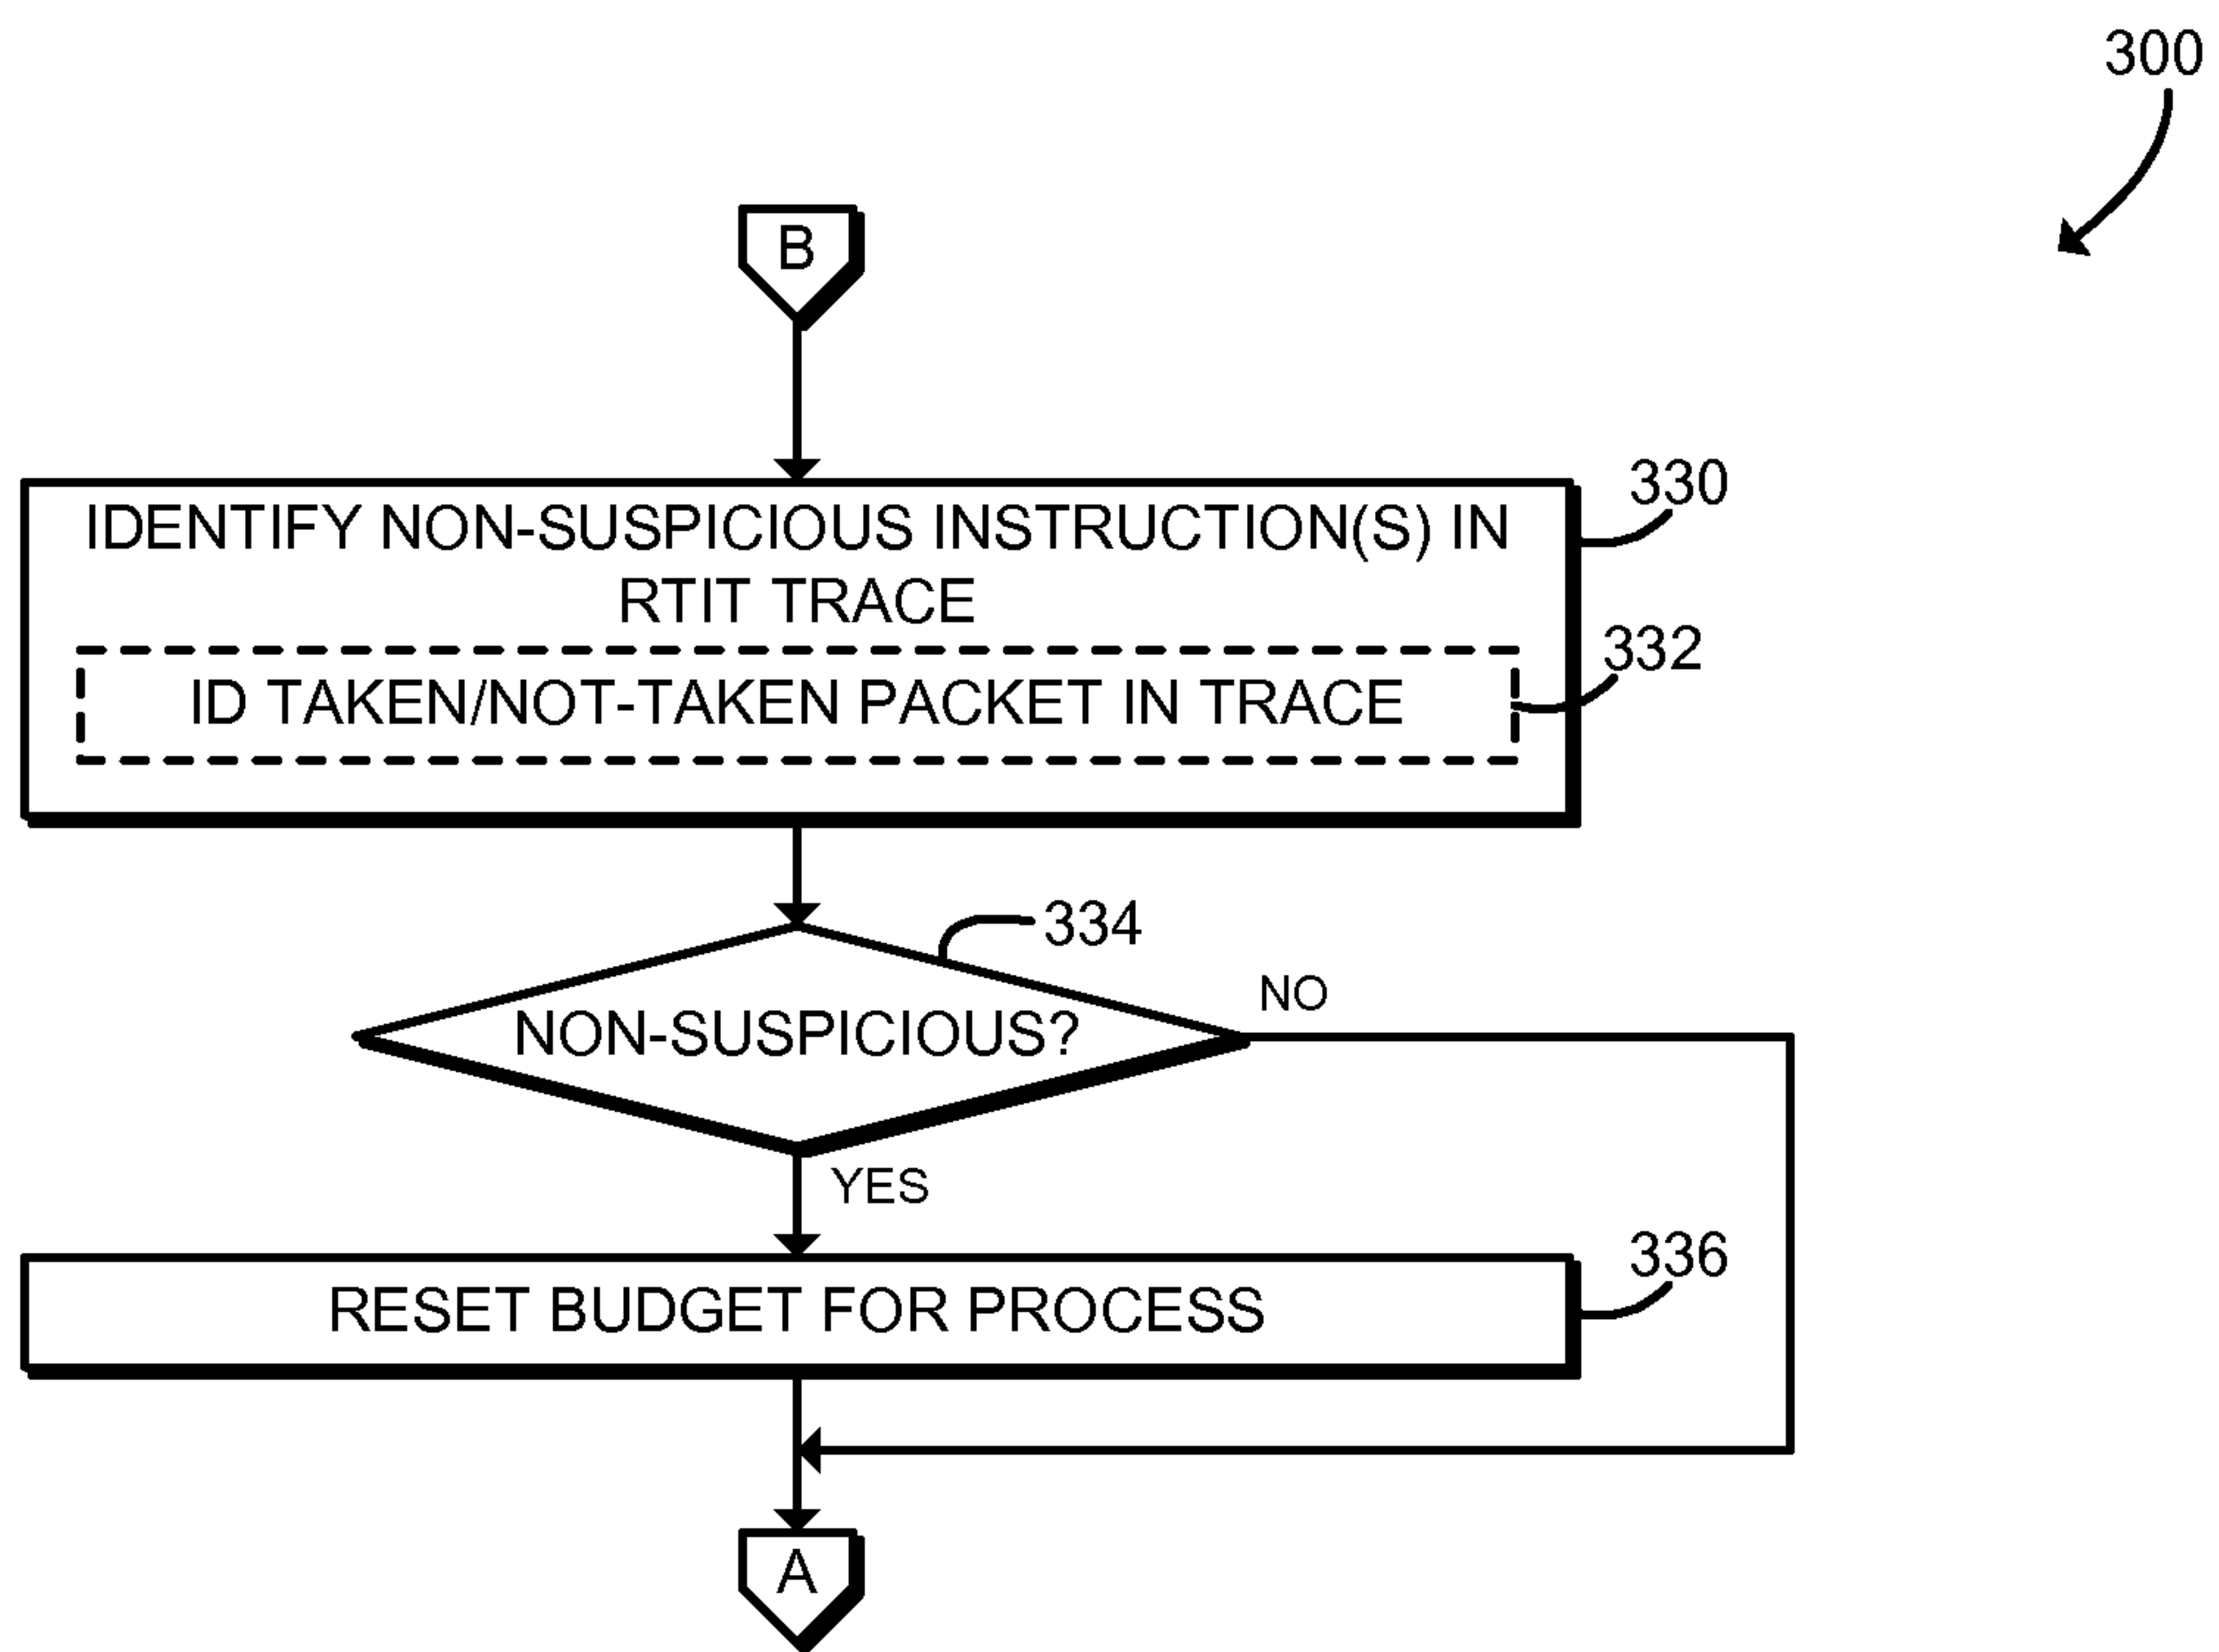 300
B
IDENTIFY NON-SUSPICIOUS INSTRUCTION(S) IN
RTIT TRACE
330
ID TAKEN/NOT-TAKEN PACKET IN TRACE
332
334
NON-SUSPICIOUS?
NO
YES
RESET BUDGET FOR PROCESS
336
A